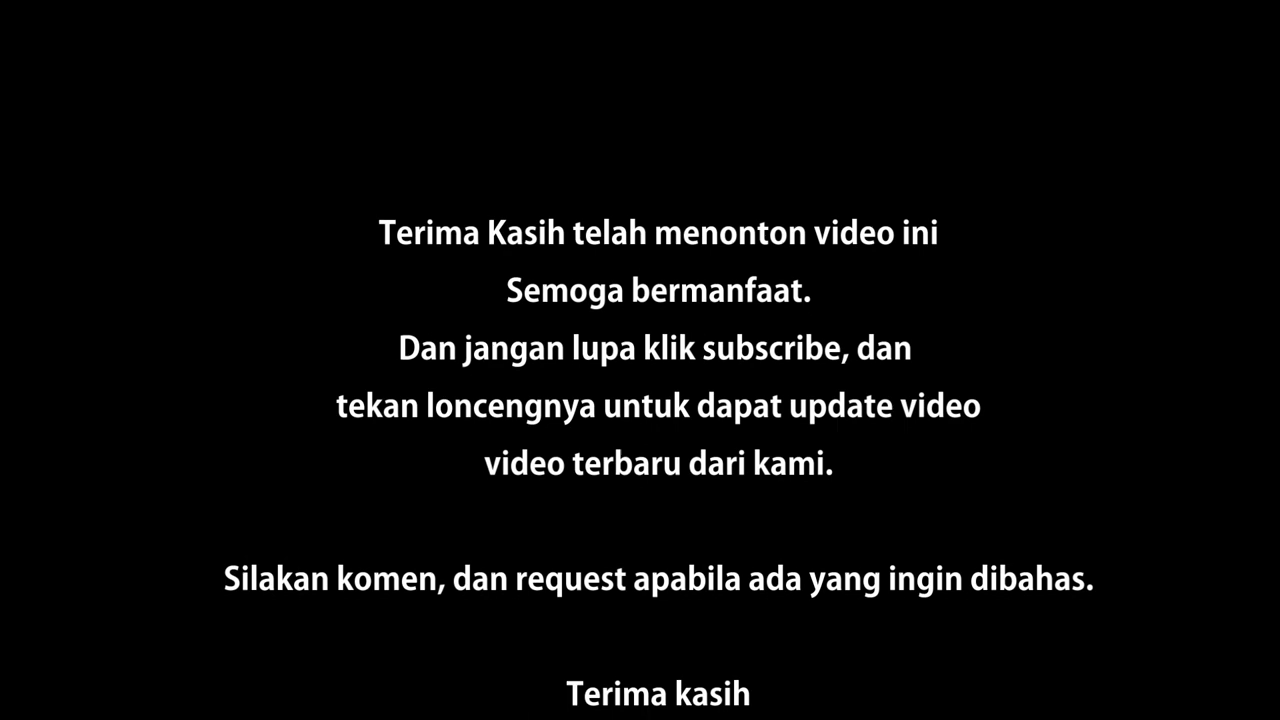 Terima Kasih telah menonton video ini
Semoga bermanfaat.
Dan jangan lupa klik subscribe, dan
tekan loncengnya untuk dapat update video
video terbaru dari kami.
Silakan komen, dan request apabila ada yang ingin dibahas.
Terima kasih